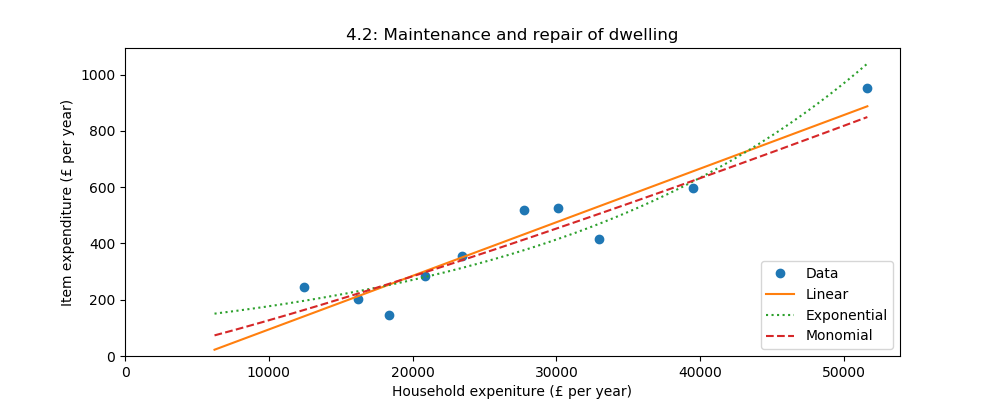 4.2: Maintenance and repair of dwelling
Item expenditure (£ per year)
1000
800
600
400
200
0
0 10000 20000 30000 40000 50000
Household expeniture (£ per year)
Data
Linear
Exponential
Monomial